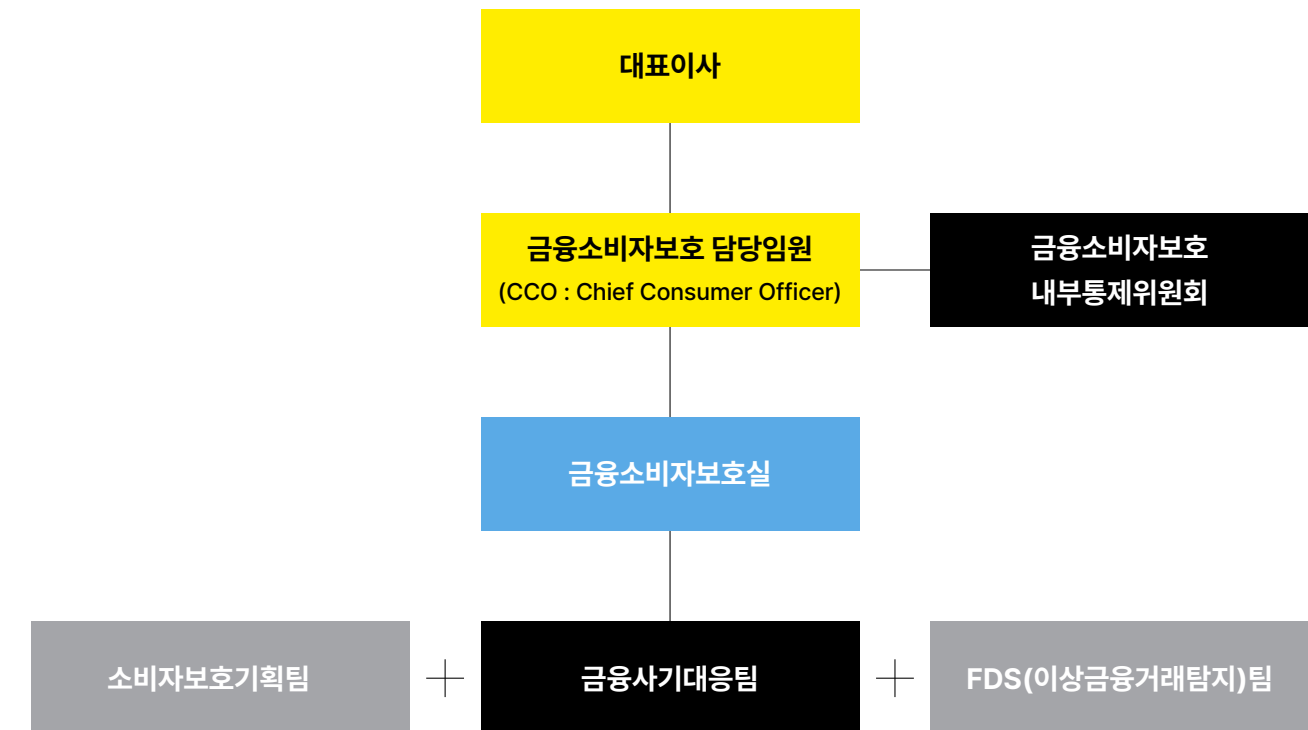 대표이사
금융소비자보호 담당임원
(CCO : Chief Consumer Officer)
금융소비자보호
내부통제위원회
금융소비자보호실
소비자보호기획팀
금융사기대응팀
FDS(이상금융거래탐지)팀